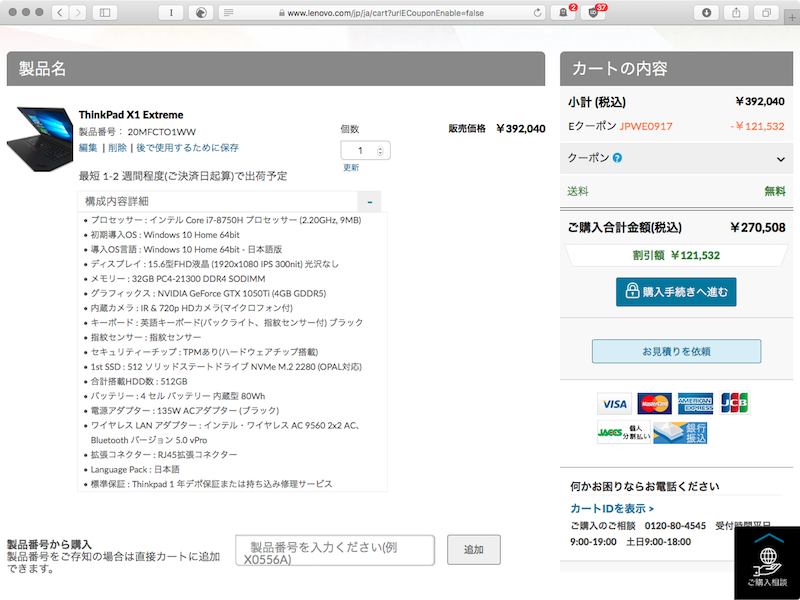 www.lenovo.com/jp/ja/cart?urlECouponEnable=false
2
37
製品名
ThinkPad X1 Extreme
製品番号： 20MFCTO1WW
編集 | 削除 | 後で使用するために保存
個数
1
更新
販売価格 ￥392,040
最短 1-2 週間程度(ご決済日起算)で出荷予定
構成内容詳細
-
• プロセッサー : インテル Core i7-8750H プロセッサー (2.20GHz, 9MB)
• 初期導入OS : Windows 10 Home 64bit
• 導入OS言語 : Windows 10 Home 64bit - 日本語版
• ディスプレイ : 15.6型FHD液晶 (1920x1080 IPS 300nit) 光沢なし
• メモリー : 32GB PC4-21300 DDR4 SODIMM
• グラフィックス : NVIDIA GeForce GTX 1050Ti (4GB GDDR5)
• 内蔵カメラ : IR & 720p HDカメラ(マイクロフォン付)
• キーボード : 英語キーボード(バックライト、指紋センサー付) ブラック
• 指紋センサー : 指紋センサー
• セキュリティーチップ : TPMあり(ハードウェアチップ搭載)
• 1st SSD : 512 ソリッドステートドライブ NVMe M.2 2280 (OPAL対応)
• 合計搭載HDD数 : 512GB
• バッテリー : 4 セル バッテリー 内蔵型 80Wh
• 電源アダプター : 135W ACアダプター (ブラック)
• ワイヤレス LAN アダプター : インテル・ワイヤレス AC 9560 2x2 AC、
Bluetooth バージョン 5.0 vPro
• 拡張コネクター : RJ45拡張コネクター
• Language Pack : 日本語
• 標準保証 : Thinkpad 1 年デポ保証または持ち込み修理サービス
製品番号から購入
製品番号をご存知の場合は直接カートに追加
できます。
製品番号を入力ください(例
X0556A)
追加
カートの内容
小計 (税込) ￥392,040
Eクーポン JPWE0917 -￥121,532
クーポン ?
送料 無料
ご購入合計金額(税込) ￥270,508
割引額 ￥121,532
購入手続きへ進む
お見積りを依頼
VISA
MasterCard
AMERICAN EXPRESS
JCB
JACCS 個人 分割払い
銀行 振込
何かお困りならお電話ください
カートIDを表示 >
ご購入のご相談 0120-80-4545 受付時間平日
9:00-19:00 土日9:00-18:00
ご購入相談